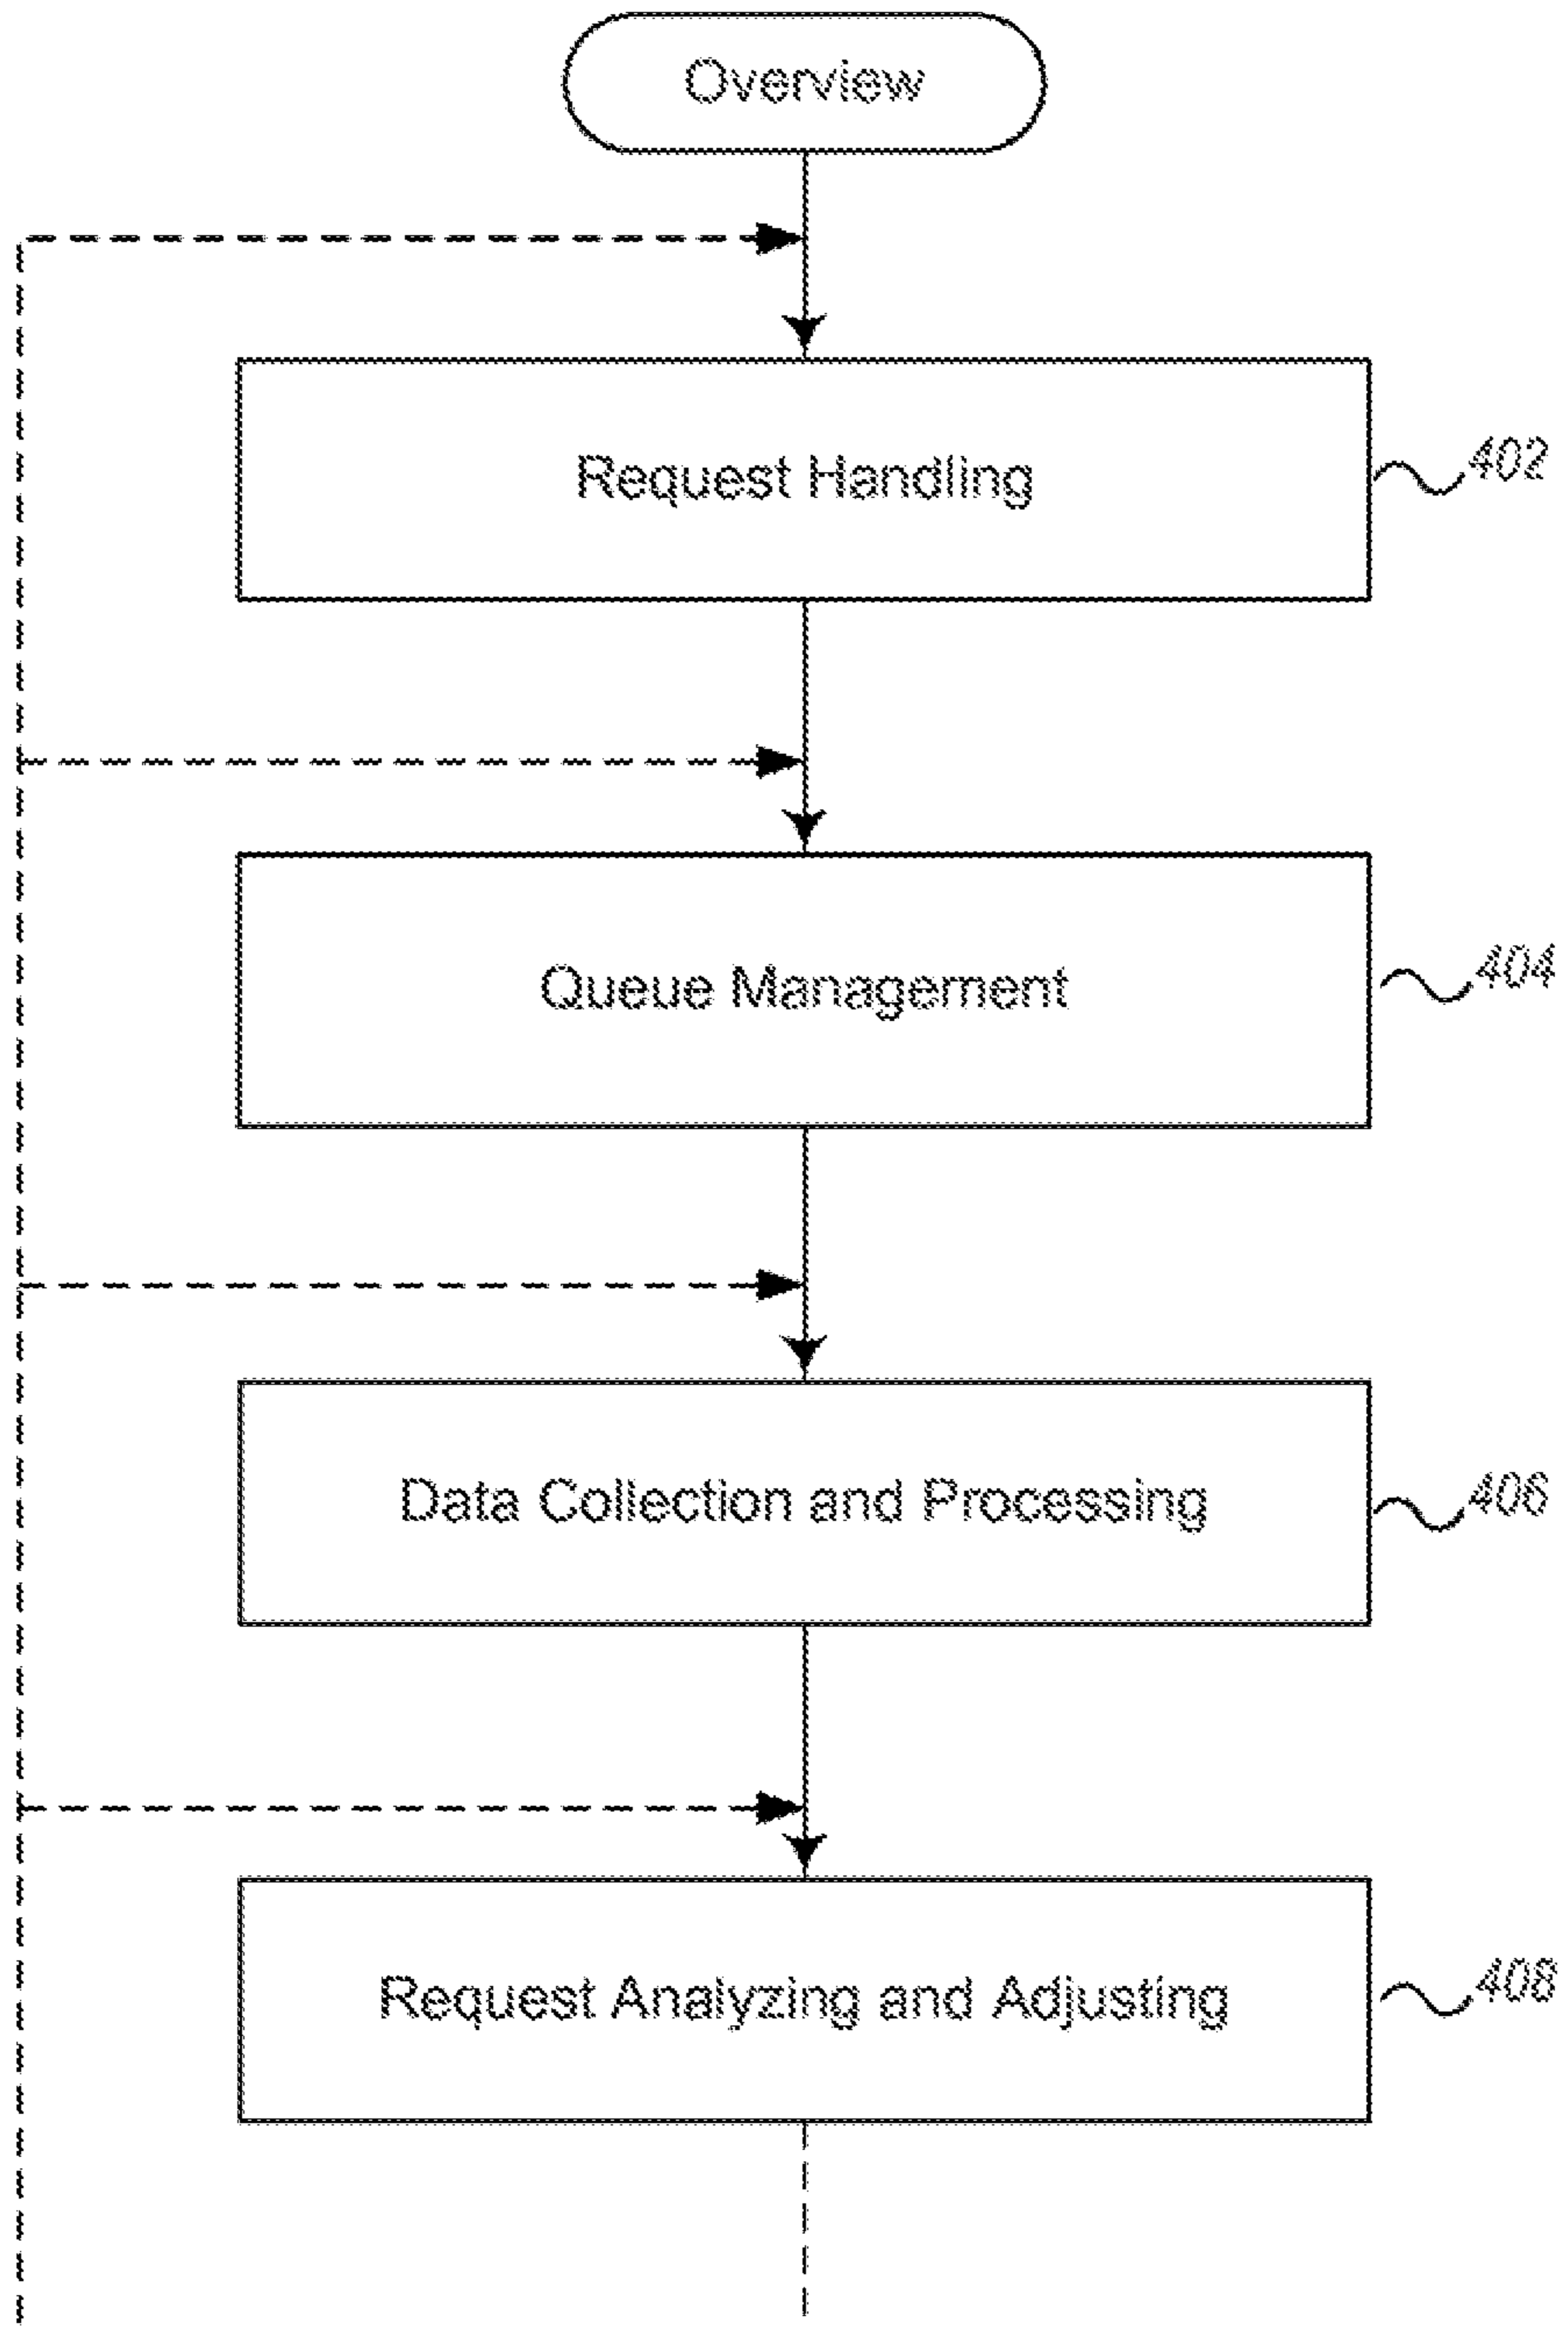 Overview
Request Handling
402
Queue Management
404
Data Collection and Processing
406
Request Analyzing and Adjusting
408